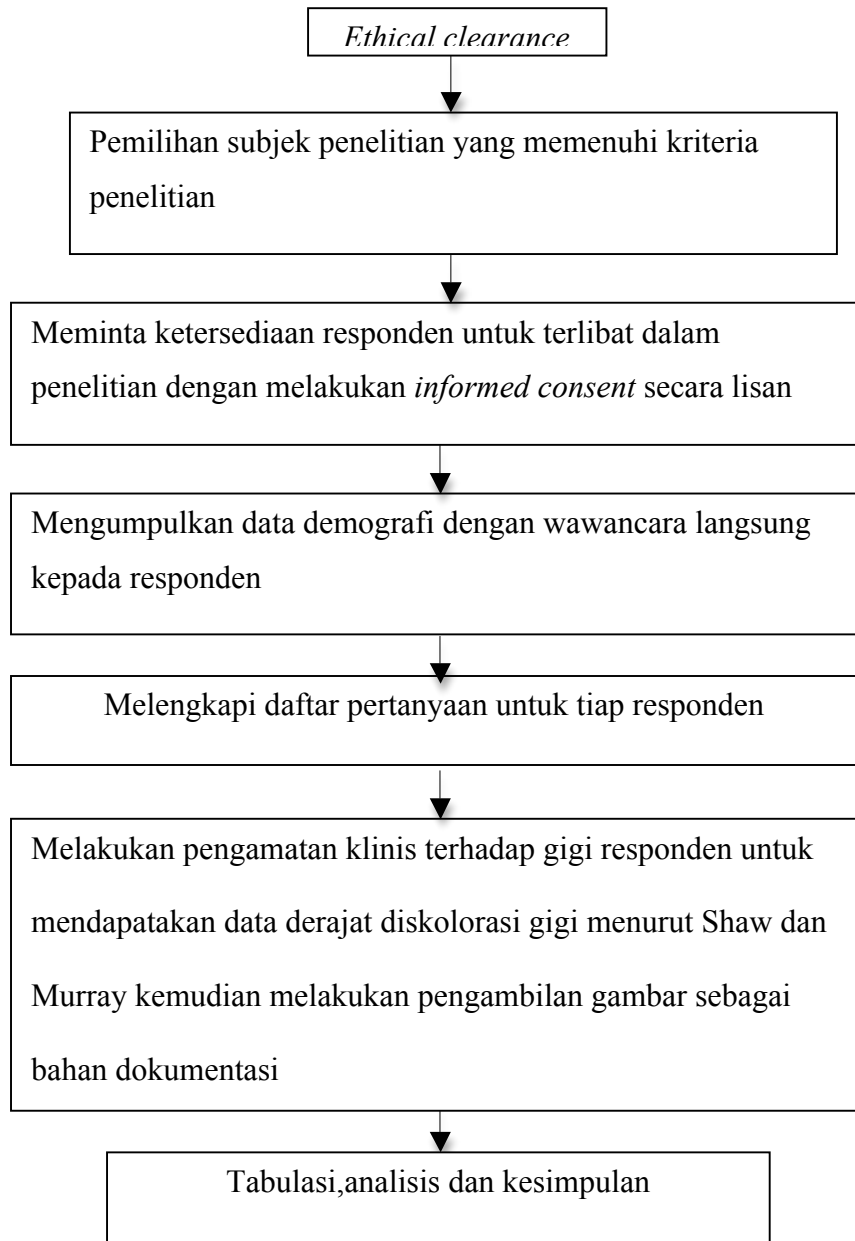 Ethical clearance
Pemilihan subjek penelitian yang memenuhi kriteria
penelitian
Meminta ketersediaan responden untuk terlibat dalam
penelitian dengan melakukan informed consent secara lisan
Mengumpulkan data demografi dengan wawancara langsung
kepada responden
Melengkapi daftar pertanyaan untuk tiap responden
Melakukan pengamatan klinis terhadap gigi responden untuk
mendapatakan data derajat diskolorasi gigi menurut Shaw dan
Murray kemudian melakukan pengambilan gambar sebagai
bahan dokumentasi
Tabulasi,analisis dan kesimpulan